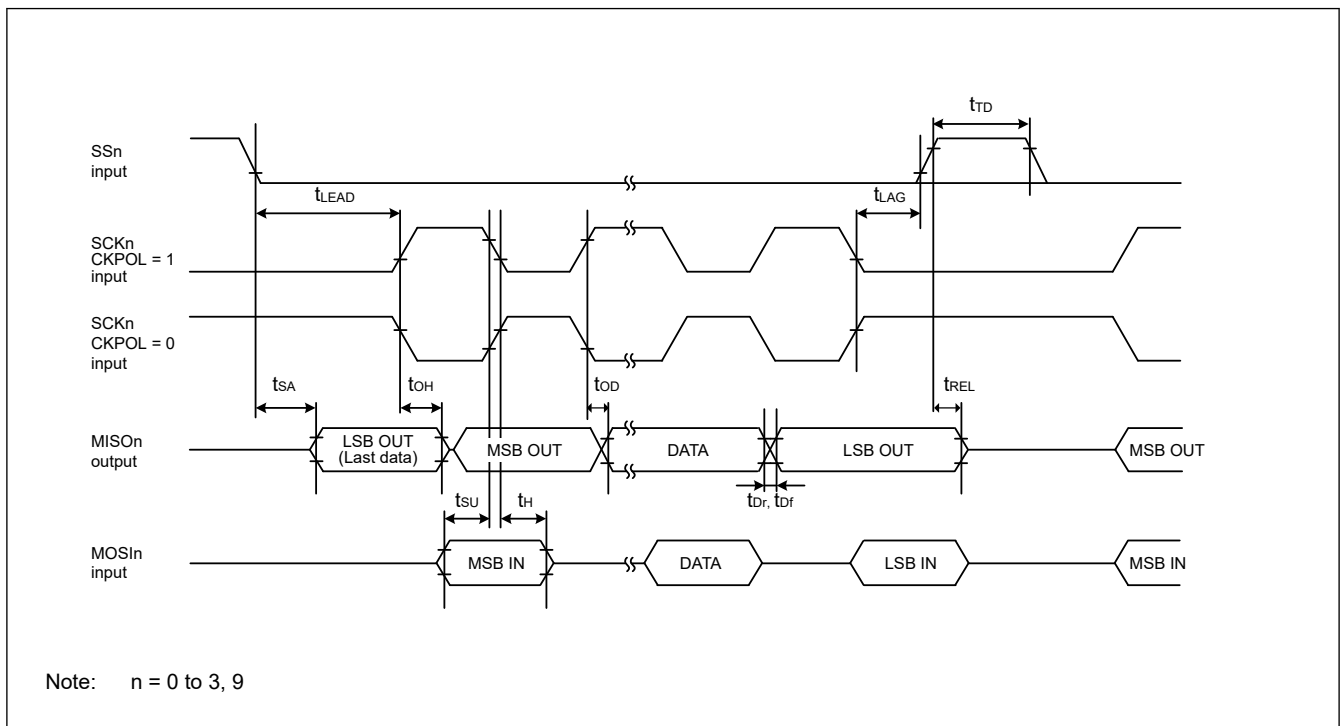 tTD
SSn
input
tLEAD
tLAG
SCKn
CKPOL = 1
input
SCKn
CKPOL = 0
input
tSA
tOH
tOD
tREL
MISOn
output
LSB OUT
(Last data)
MSB OUT
DATA
LSB OUT
MSB OUT
tSU
tH
tDr, tDf
MOSIn
input
MSB IN
DATA
LSB IN
MSB IN
Note: n = 0 to 3, 9